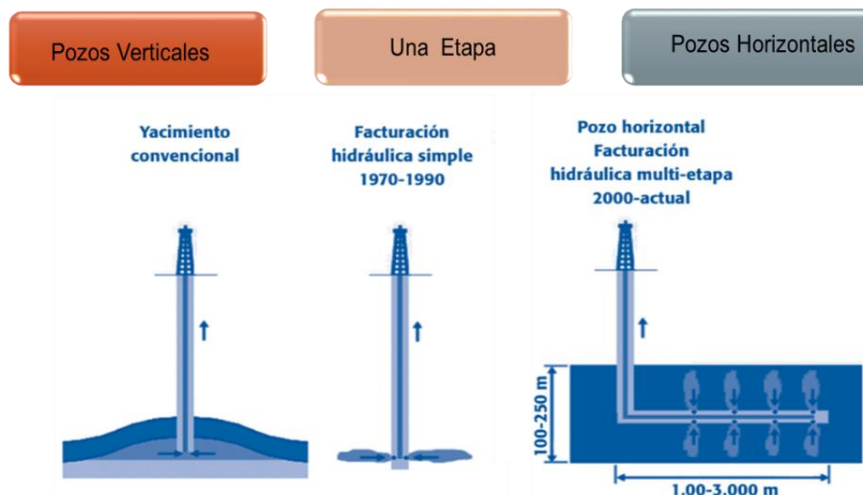 Pozos Verticales
Una Etapa
Pozos Horizontales
Yacimiento
convencional
Facturación
hidráulica simple
1970-1990
Pozo horizontal
Facturación
hidráulica multi-etapa
2000-actual
100-250 m
1.00-3.000 m